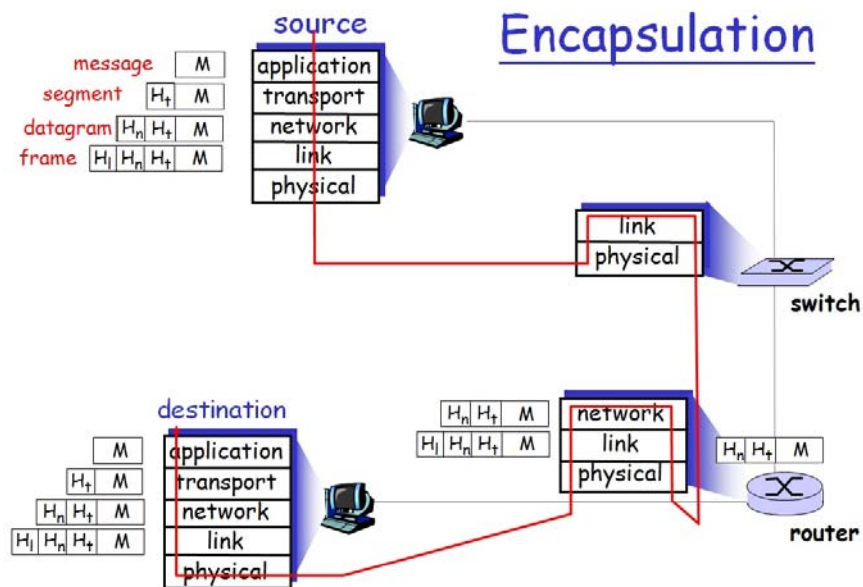 source
Encapsulation
message M
segment Ht M
datagram Hn Ht M
frame Hl Hn Ht M
application
transport
network
link
physical
link
physical
switch
destination
M
Ht M
Hn Ht M
Hl Hn Ht M
application
transport
network
link
physical
Hn Ht M
Hl Hn Ht M
network
link
physical
Hn Ht M
router